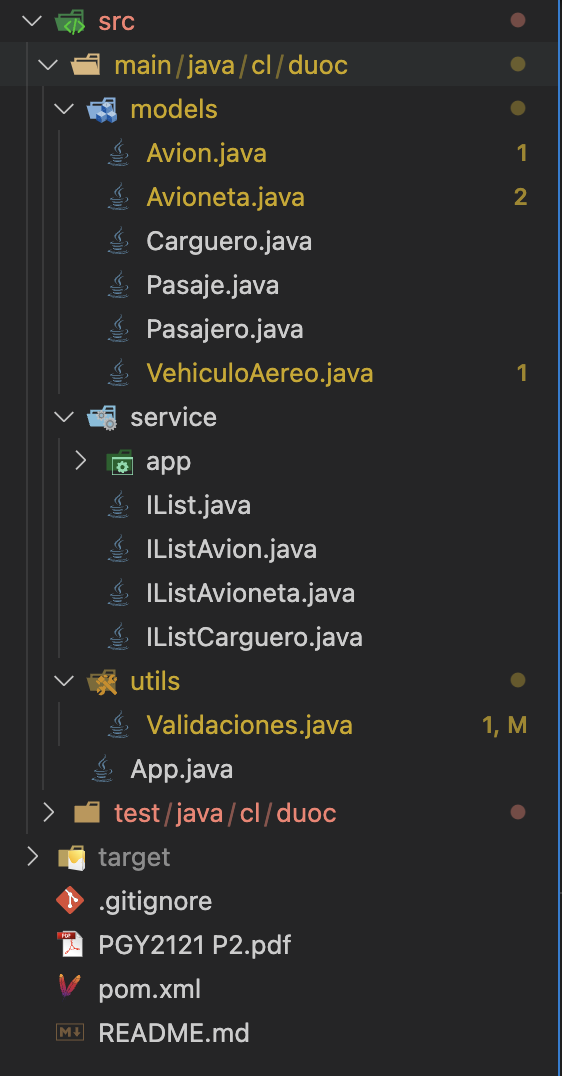 src
main/java/cl/duoc
models
Avion.java 1
Avioneta.java 2
Carguero.java
Pasaje.java
Pasajero.java
VehiculoAereo.java 1
service
app
IList.java
IListAvion.java
IListAvioneta.java
IListCarguero.java
utils
Validaciones.java 1, M
App.java
test/java/cl/duoc
target
.gitignore
PGY2121 P2.pdf
pom.xml
README.md